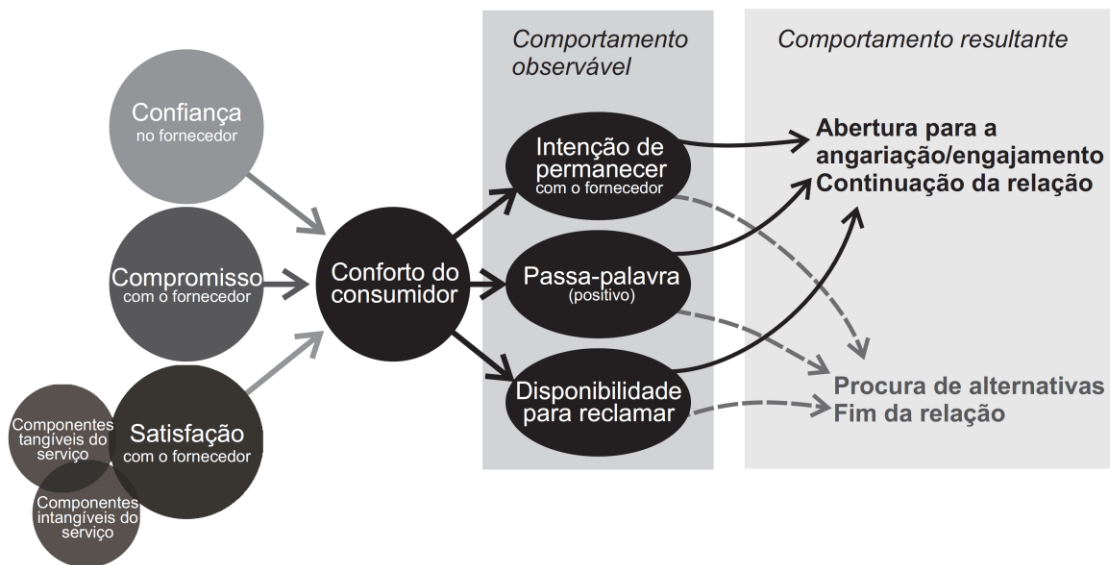 Comportamento
observável
Comportamento resultante
Confiança
no fornecedor
Compromisso
com o fornecedor
Satisfação
com o fornecedor
Componentes
tangíveis do
serviço
Componentes
intangíveis do
serviço
Conforto do
consumidor
Intenção de
permanecer
com o fornecedor
Passa-palavra
(positivo)
Disponibilidade
para reclamar
Abertura para a
angariação/engajamento
Continuação da relação
Procura de alternativas
Fim da relação